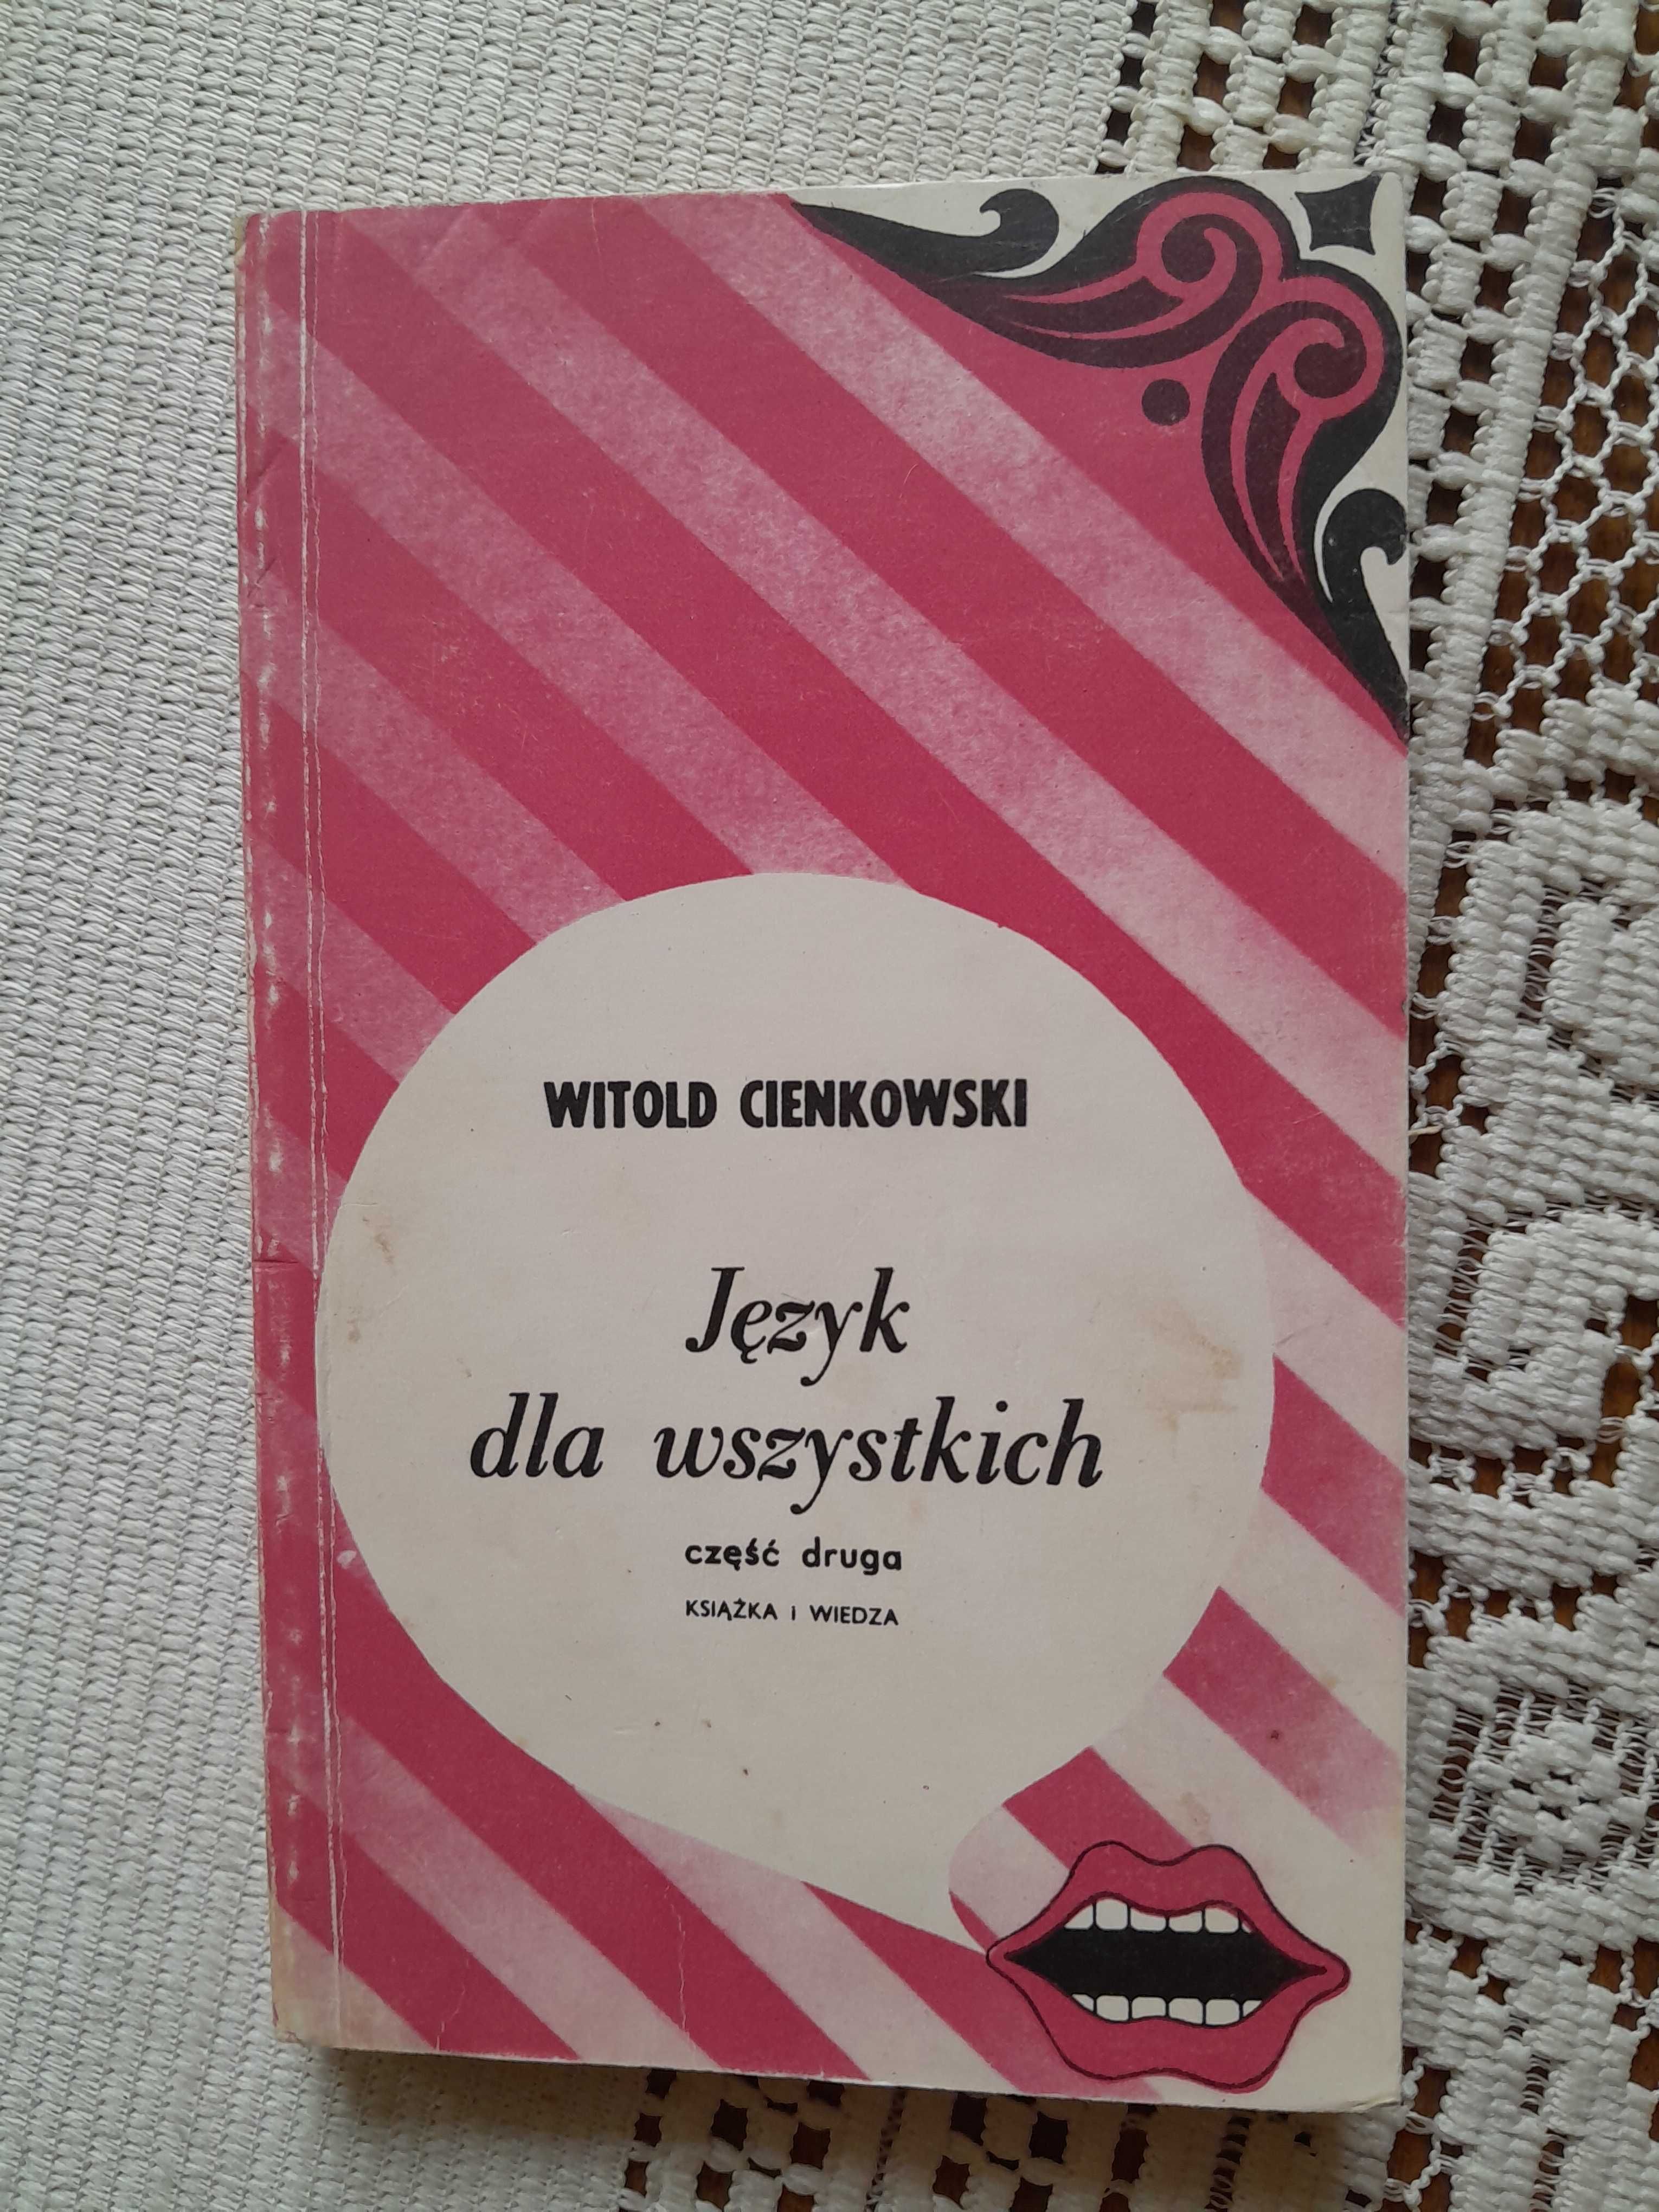 WITOLD CIENKOWSKI
Język
dla wszystkich
część druga
KSIĄŻKA i WIEDZA